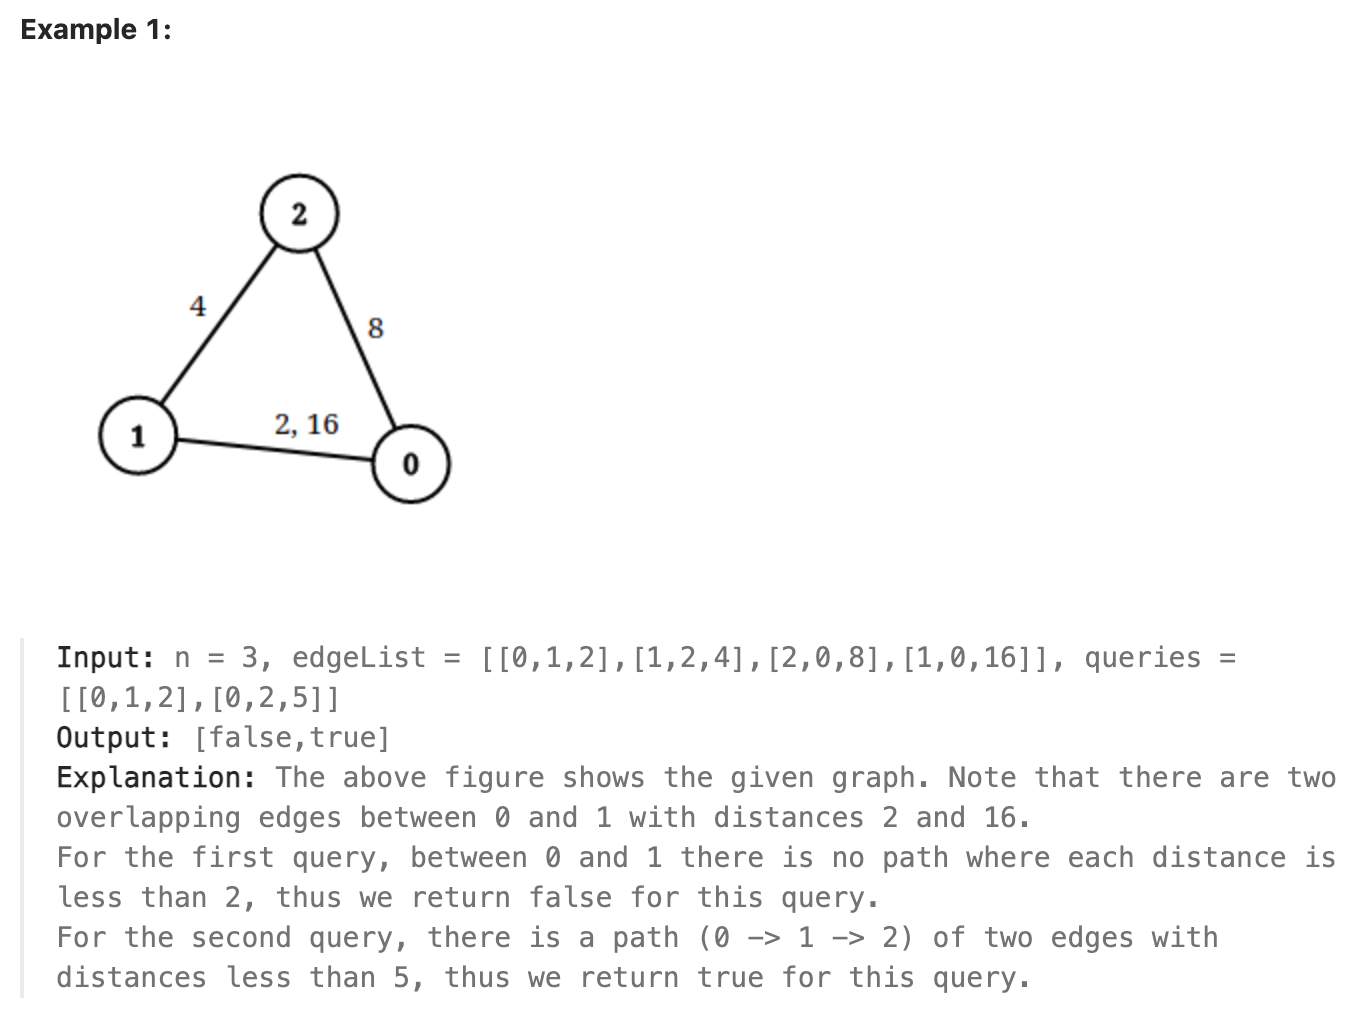 Example 1:
2
4
8
2, 16
1
0
Input: n = 3, edgeList = [[0,1,2],[1,2,4],[2,0,8],[1,0,16]], queries =
[[0,1,2],[0,2,5]]
Output: [false,true]
Explanation: The above figure shows the given graph. Note that there are two
overlapping edges between 0 and 1 with distances 2 and 16.
For the first query, between 0 and 1 there is no path where each distance is
less than 2, thus we return false for this query.
For the second query, there is a path (0 -> 1 -> 2) of two edges with
distances less than 5, thus we return true for this query.